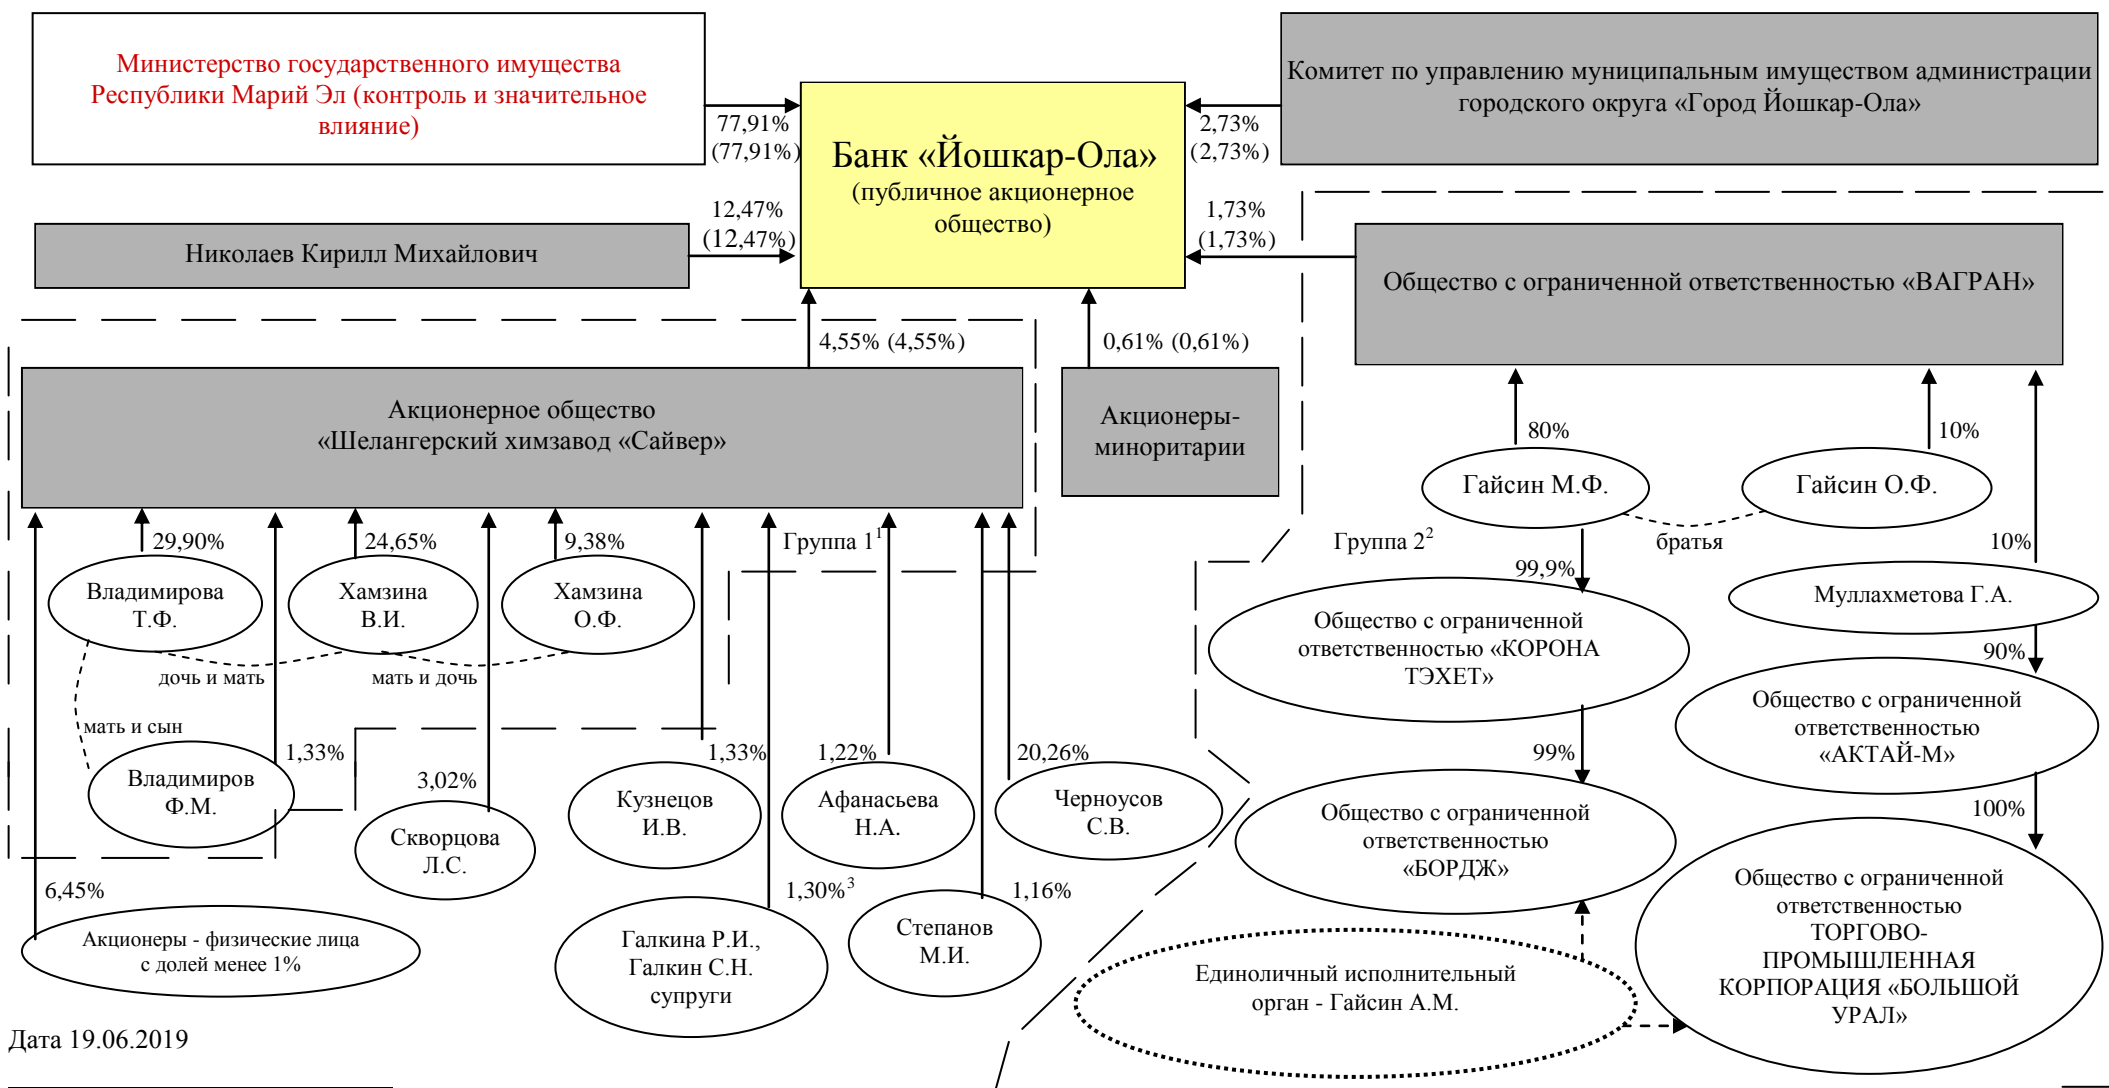 Министерство государственного имущества
Республики Марий Эл (контроль и значительное
влияние)
77,91%
(77,91%)
Банк «Йошкар-Ола»
(публичное акционерное
общество)
2,73%
(2,73%)
Комитет по управлению муниципальным имуществом администрации
городского округа «Город Йошкар-Ола»
Николаев Кирилл Михайлович
12,47%
(12,47%)
1,73%
(1,73%)
Общество с ограниченной ответственностью «ВАГРАН»
4,55% (4,55%)
0,61% (0,61%)
Акционерное общество
«Шелангерский химзавод «Сайвер»
Акционеры-
миноритарии
80%
10%
Гайсин М.Ф.
Гайсин О.Ф.
братья
10%
Группа 1¹
Группа 2²
29,90%
24,65%
9,38%
Владимирова
Т.Ф.
Хамзина
В.И.
Хамзина
О.Ф.
дочь и мать
мать и дочь
мать и сын
99,9%
Общество с ограниченной
ответственностью «КОРОНА
ТЭХЕТ»
Муллахметова Г.А.
90%
Общество с ограниченной
ответственностью
«АКТАЙ-М»
Владимиров
Ф.М.
1,33%
3,02%
Скворцова
Л.С.
1,33%
Кузнецов
И.В.
1,22%
Афанасьева
Н.А.
20,26%
Черноусов
С.В.
99%
Общество с ограниченной
ответственностью
«БОРДЖ»
100%
Общество с ограниченной
ответственностью
ТОРГОВО-
ПРОМЫШЛЕННАЯ
КОРПОРАЦИЯ «БОЛЬШОЙ
УРАЛ»
6,45%
Акционеры - физические лица
с долей менее 1%
1,30%³
Галкина Р.И.,
Галкин С.Н.
супруги
1,16%
Степанов
М.И.
Единоличный исполнительный
орган - Гайсин А.М.
Дата 19.06.2019